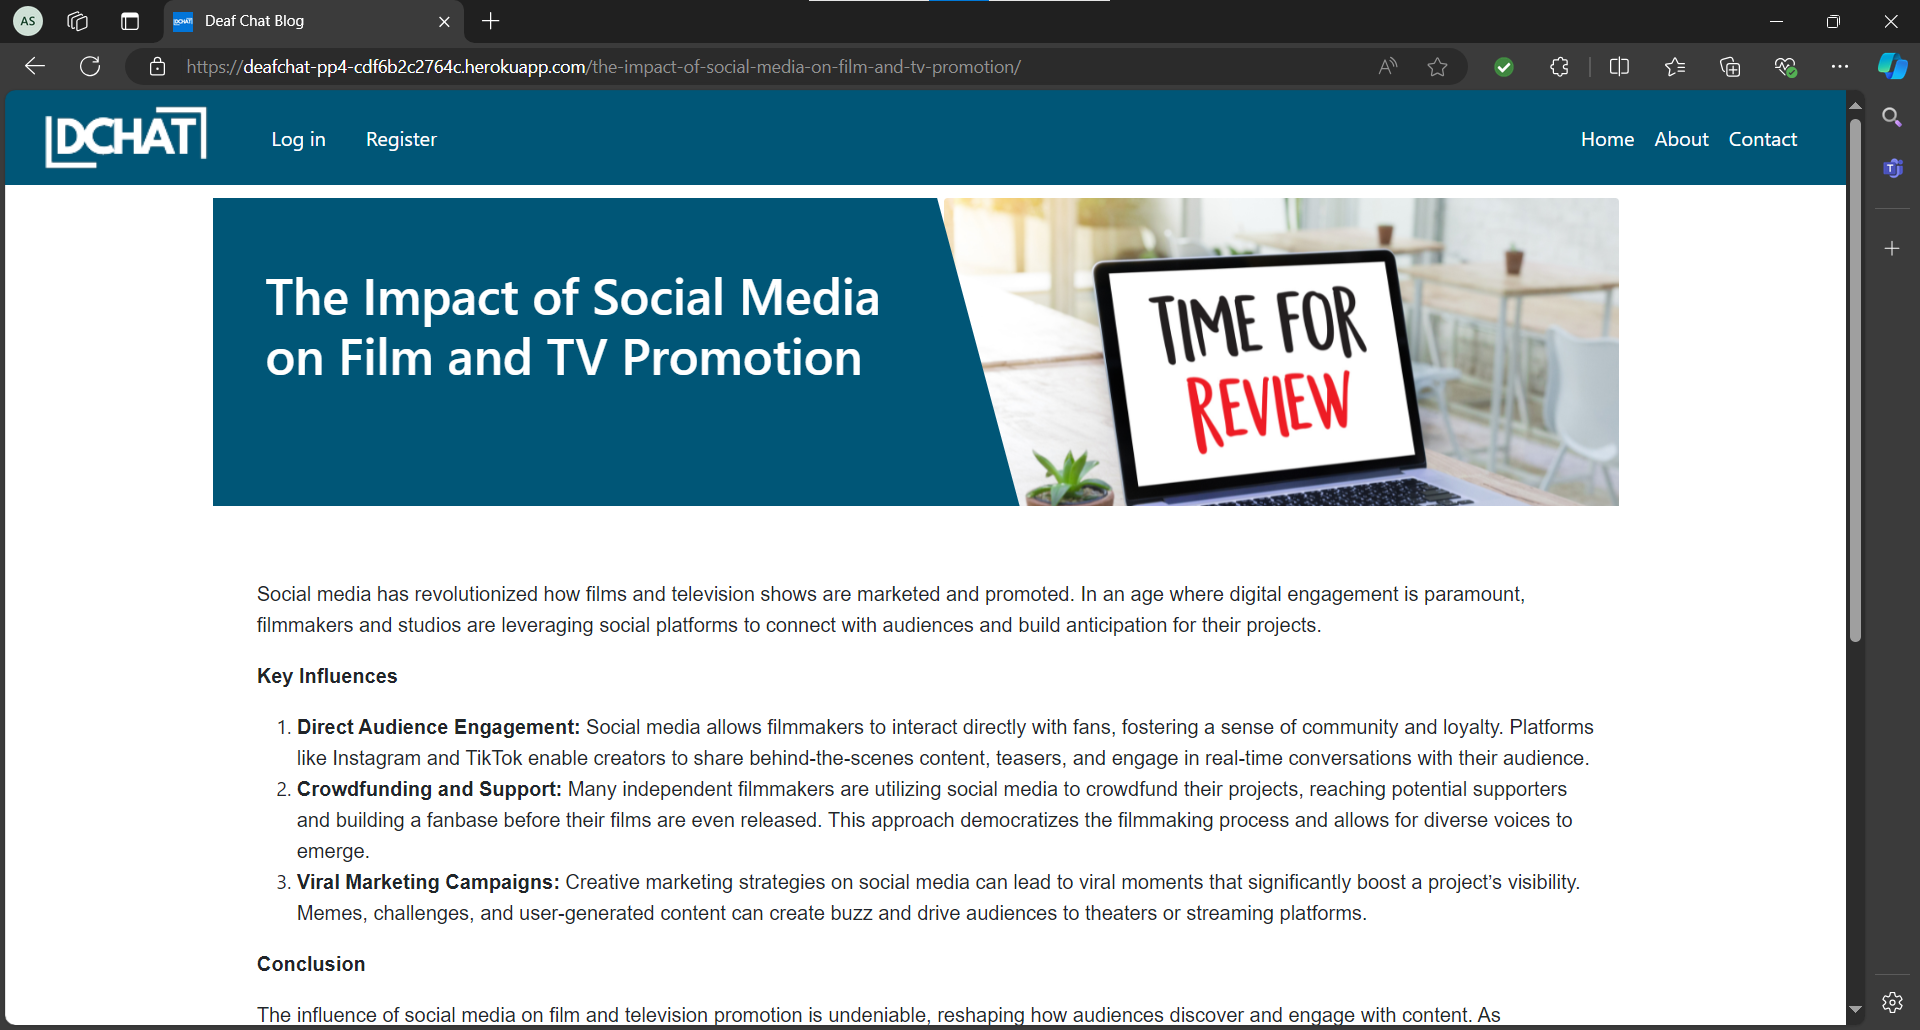 AS
Deaf Chat Blog
https://deafchat-pp4-cdf6b2c2764c.herokuapp.com/the-impact-of-social-media-on-film-and-tv-promotion/
DCHAT
Log in
Register
Home
About
Contact
The Impact of Social Media
on Film and TV Promotion
TIME FOR
REVIEW
Social media has revolutionized how films and television shows are marketed and promoted. In an age where digital engagement is paramount,
filmmakers and studios are leveraging social platforms to connect with audiences and build anticipation for their projects.
Key Influences
1. Direct Audience Engagement: Social media allows filmmakers to interact directly with fans, fostering a sense of community and loyalty. Platforms
like Instagram and TikTok enable creators to share behind-the-scenes content, teasers, and engage in real-time conversations with their audience.
2. Crowdfunding and Support: Many independent filmmakers are utilizing social media to crowdfund their projects, reaching potential supporters
and building a fanbase before their films are even released. This approach democratizes the filmmaking process and allows for diverse voices to
emerge.
3. Viral Marketing Campaigns: Creative marketing strategies on social media can lead to viral moments that significantly boost a project’s visibility.
Memes, challenges, and user-generated content can create buzz and drive audiences to theaters or streaming platforms.
Conclusion
The influence of social media on film and television promotion is undeniable, reshaping how audiences discover and engage with content. As